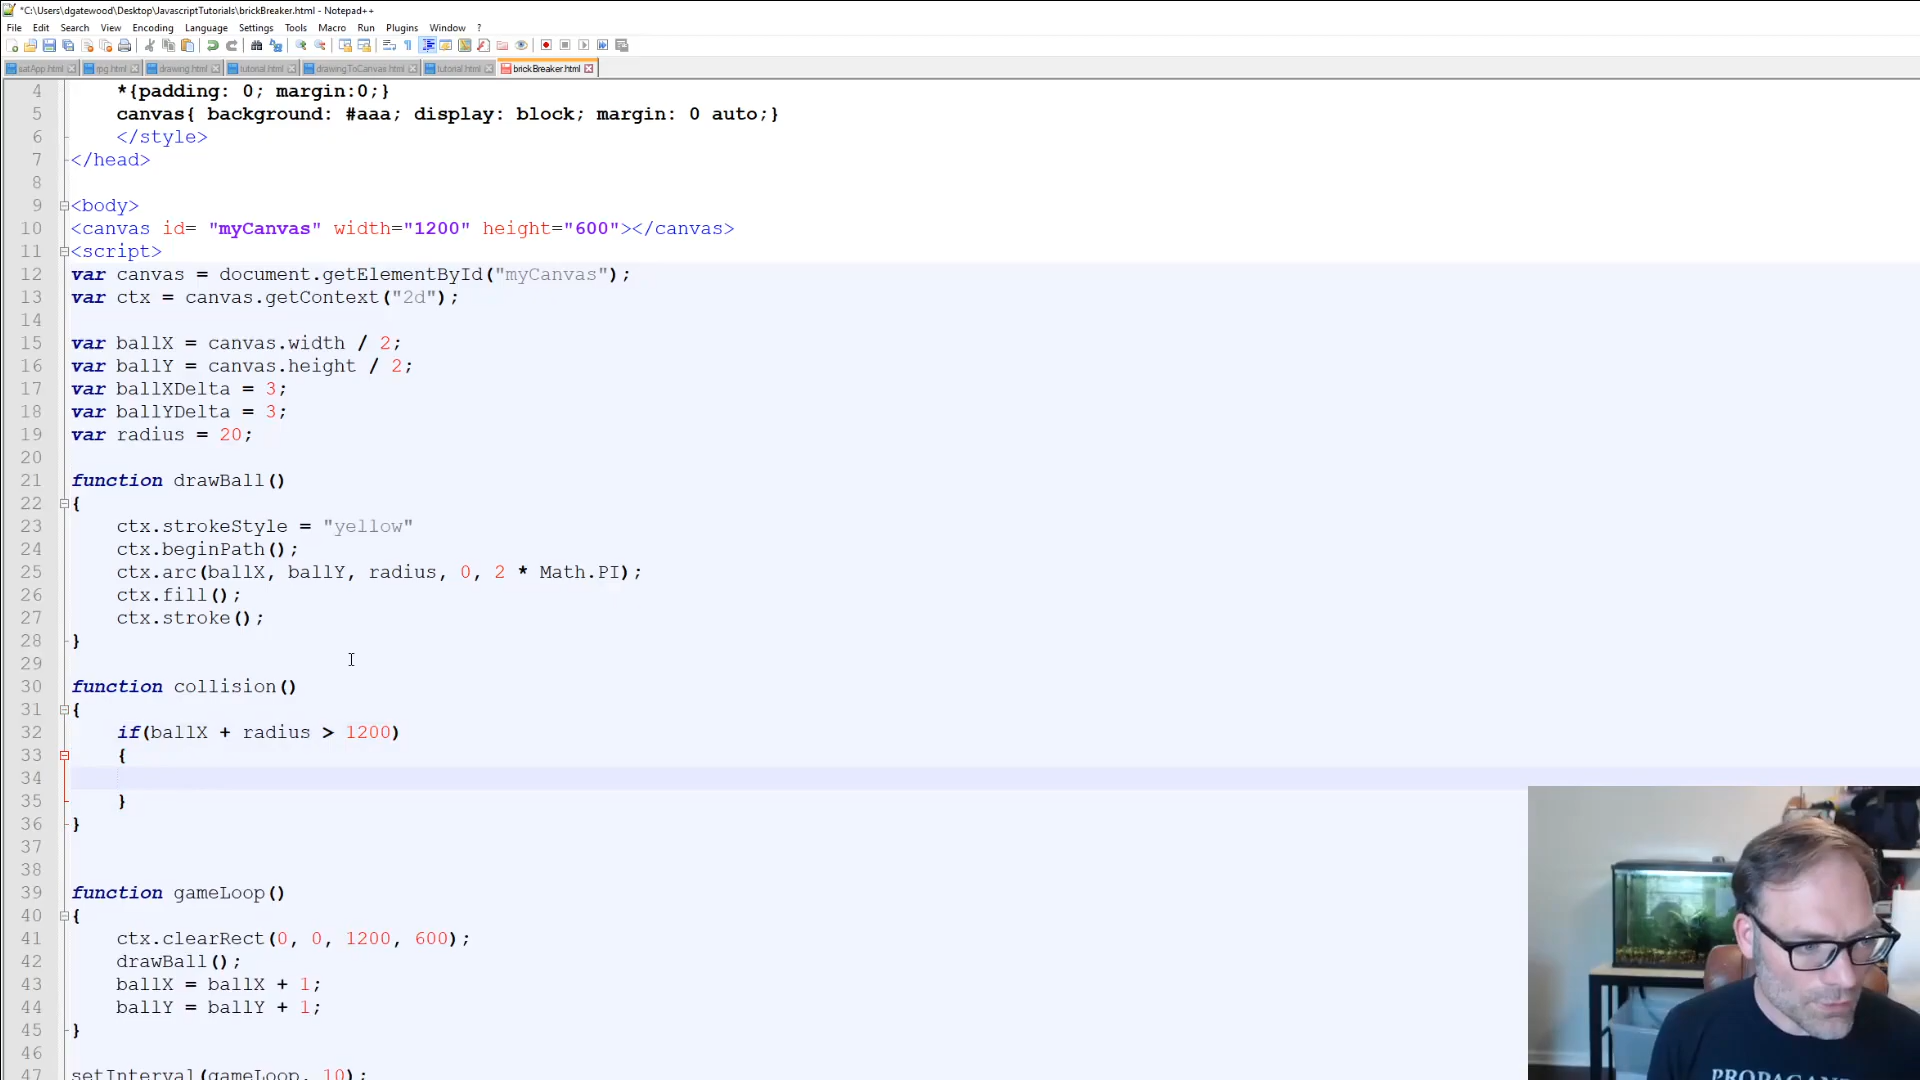 *C:\Users\dgatewood\Desktop\JavascriptTutorials\brickBreaker.html - Notepad++
File Edit Search View Encoding Language Settings Tools Macro Run Plugins Window ?
satApp.html rpg.html drawing.html tutorial.html drawingToCanvas.html tutorial.html brickBreaker.html
4 *{padding: 0; margin:0;}
5 canvas{ background: #aaa; display: block; margin: 0 auto;}
6 </style>
7 </head>
8
9 <body>
10 <canvas id= "myCanvas" width="1200" height="600"></canvas>
11 <script>
12 var canvas = document.getElementById("myCanvas");
13 var ctx = canvas.getContext("2d");
14
15 var ballX = canvas.width / 2;
16 var ballY = canvas.height / 2;
17 var ballXDelta = 3;
18 var ballYDelta = 3;
19 var radius = 20;
20
21 function drawBall()
22 {
23 ctx.strokeStyle = "yellow"
24 ctx.beginPath();
25 ctx.arc(ballX, ballY, radius, 0, 2 * Math.PI);
26 ctx.fill();
27 ctx.stroke();
28 }
29
30 function collision()
31 {
32 if(ballX + radius > 1200)
33 {
34
35 }
36 }
37
38
39 function gameLoop()
40 {
41 ctx.clearRect(0, 0, 1200, 600);
42 drawBall();
43 ballX = ballX + 1;
44 ballY = ballY + 1;
45 }
46
47 setInterval(gameLoop, 10);